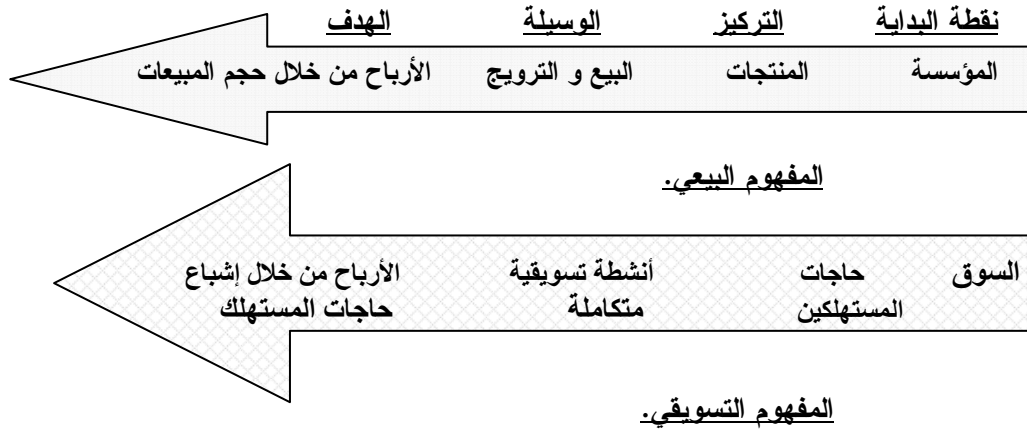 نقطة البداية التركيز الوسيلة الهدف
المؤسسة المنتجات البيع و الترويج الأرباح من خلال حجم المبيعات
المفهوم البيعي.
السوق حاجات أنشطة تسويقية الأرباح من خلال إشباع
المستهلكين متكاملة حاجات المستهلك
المفهوم التسويقي.